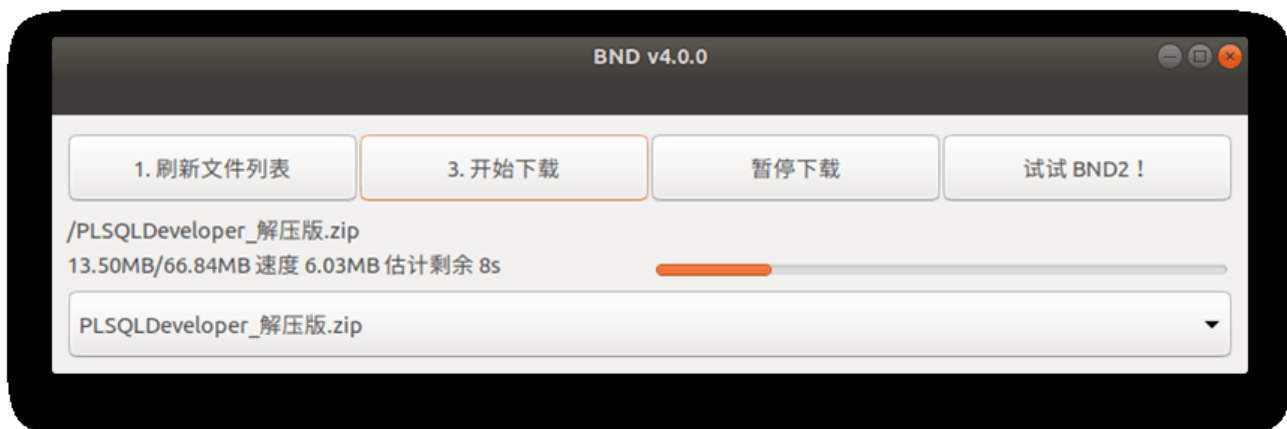 BND v4.0.0
1. 刷新文件列表 3. 开始下载 暂停下载 试试 BND2！
/PLSQLDeveloper_解压版.zip
13.50MB/66.84MB 速度 6.03MB 估计剩余 8s
PLSQLDeveloper_解压版.zip